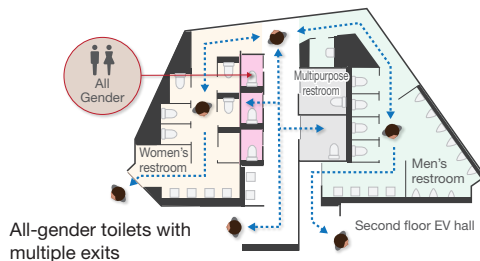 All
Gender
Multipurpose
restroom
Women's
restroom
Men's
restroom
Second floor EV hall
All-gender toilets with
multiple exits